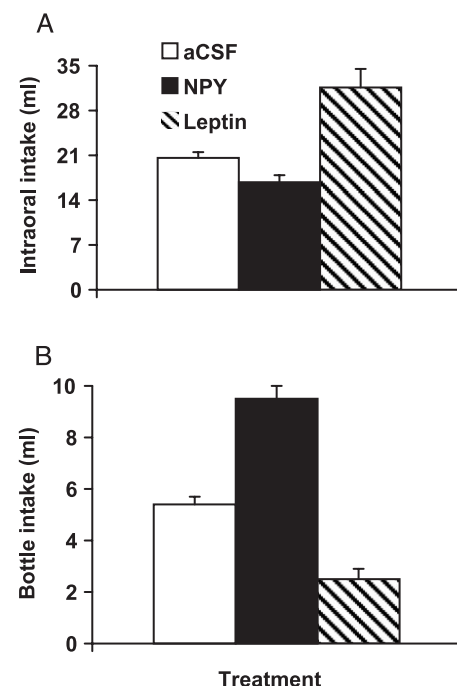 A
aCSF
NPY
Leptin
Intraoral intake (ml)
35
28
21
14
7
0
B
Bottle intake (ml)
10
8
6
4
2
0
Treatment